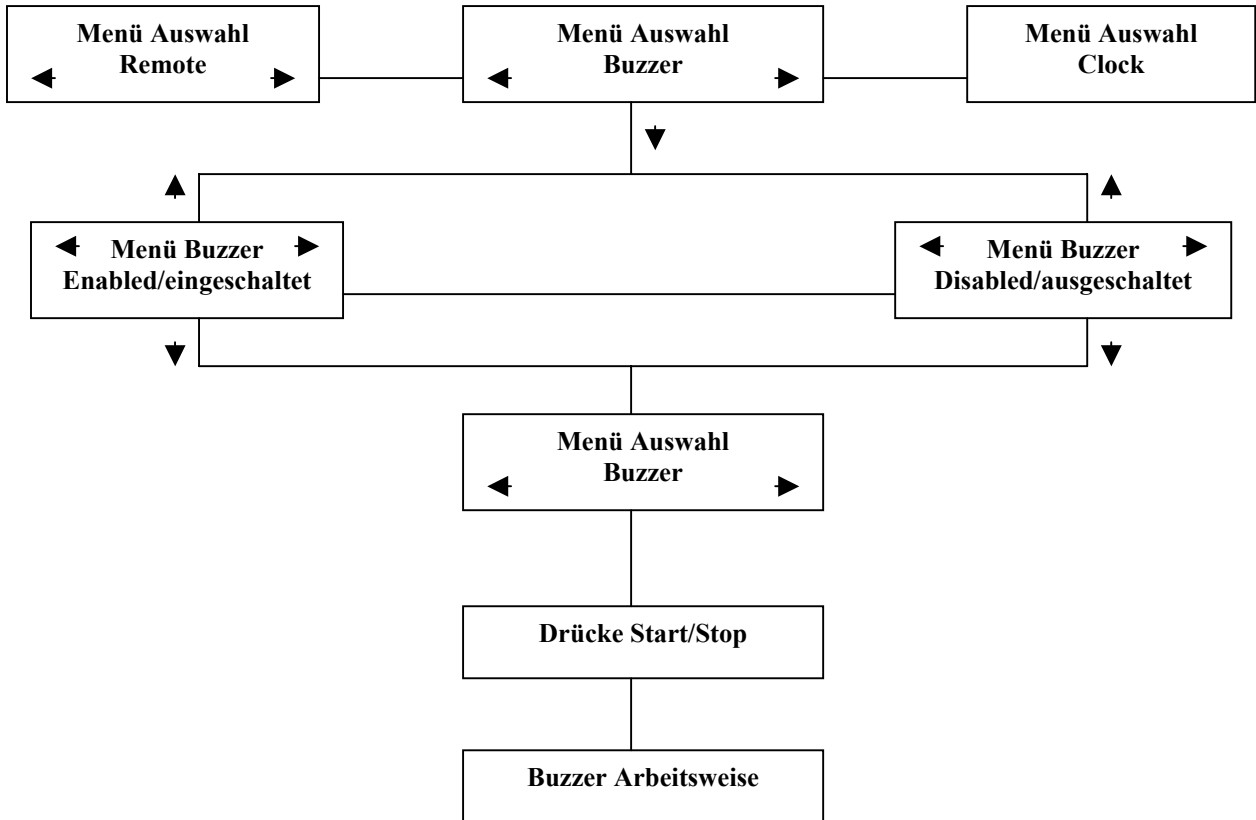 Menü Auswahl
Remote
Menü Auswahl
Buzzer
Menü Auswahl
Clock
Menü Buzzer
Enabled/eingeschaltet
Menü Buzzer
Disabled/ausgeschaltet
Menü Auswahl
Buzzer
Drücke Start/Stop
Buzzer Arbeitsweise